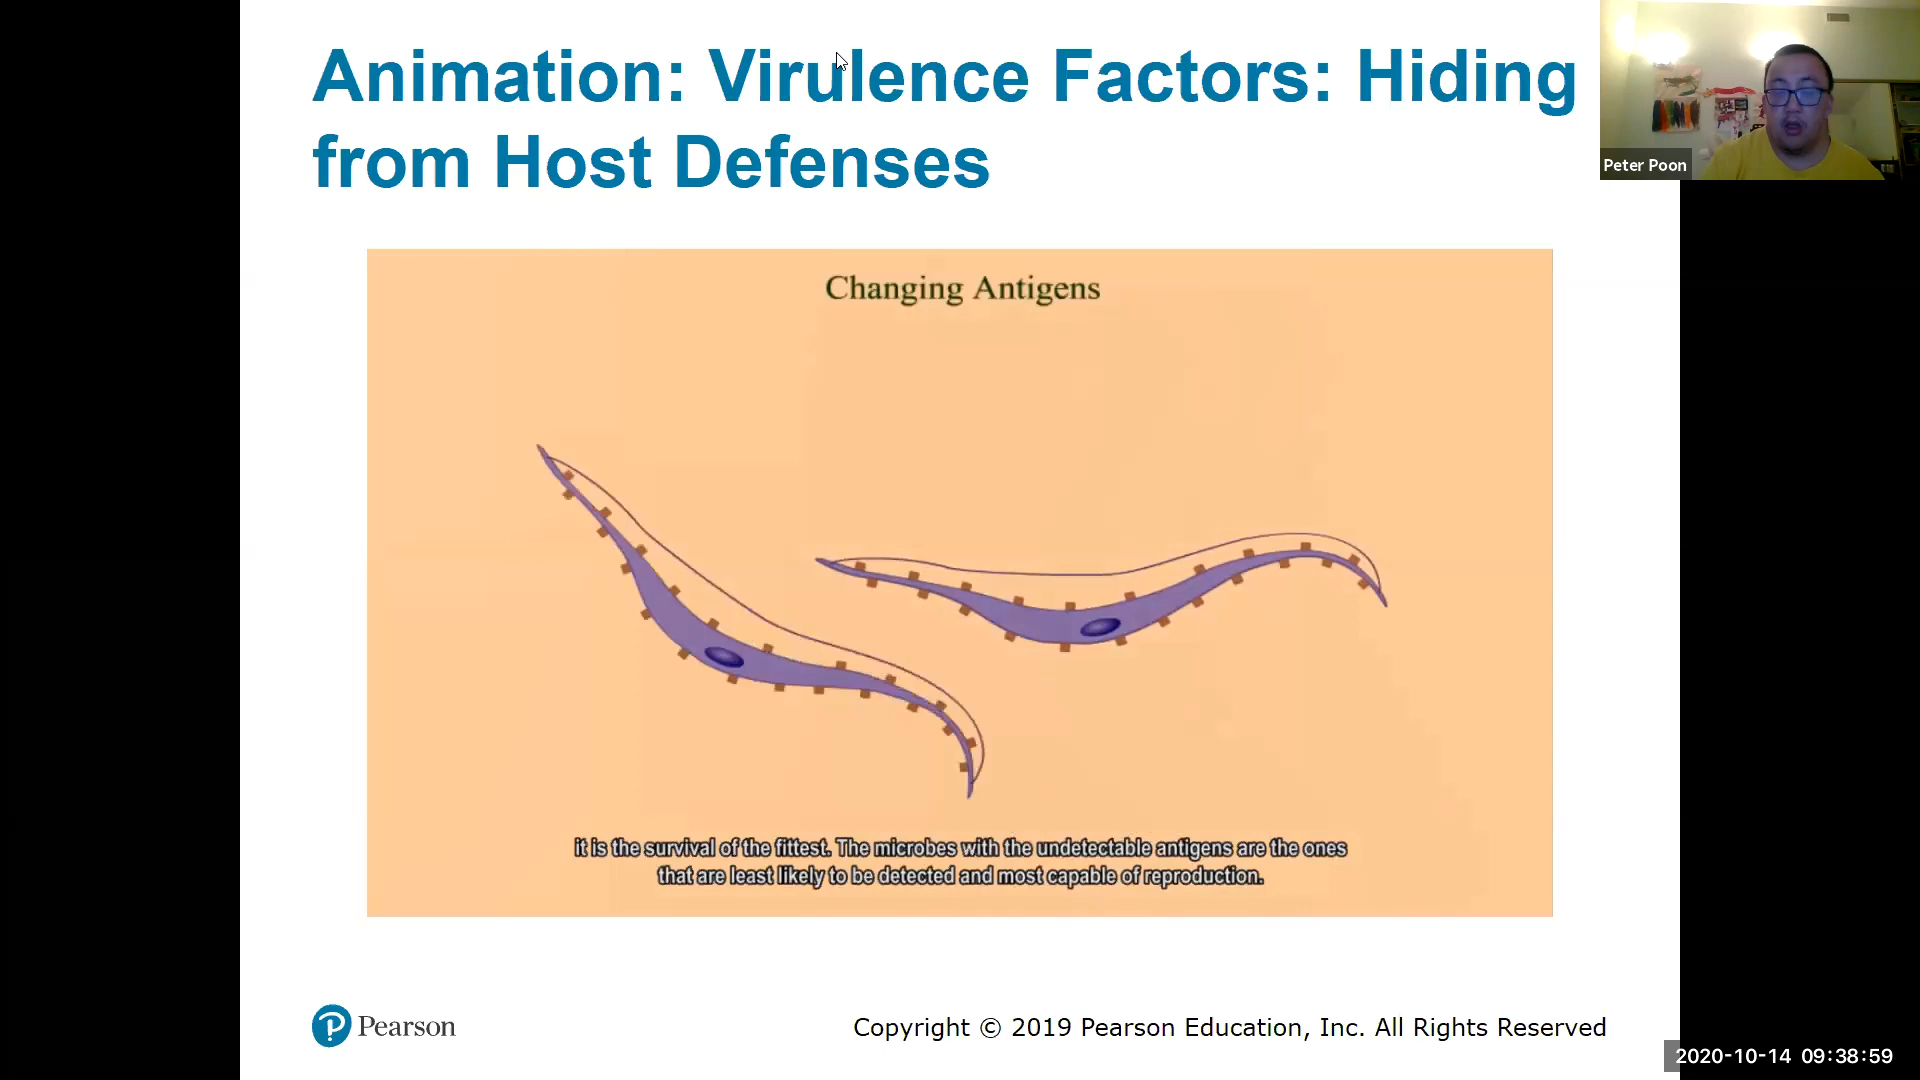 Animation: Virulence Factors: Hiding
from Host Defenses
Peter Poon
Changing Antigens
it is the survival of the fittest. The microbes with the undetectable antigens are the ones
that are least likely to be detected and most capable of reproduction.
Pearson
Copyright © 2019 Pearson Education, Inc. All Rights Reserved
2020-10-14 09:38:59